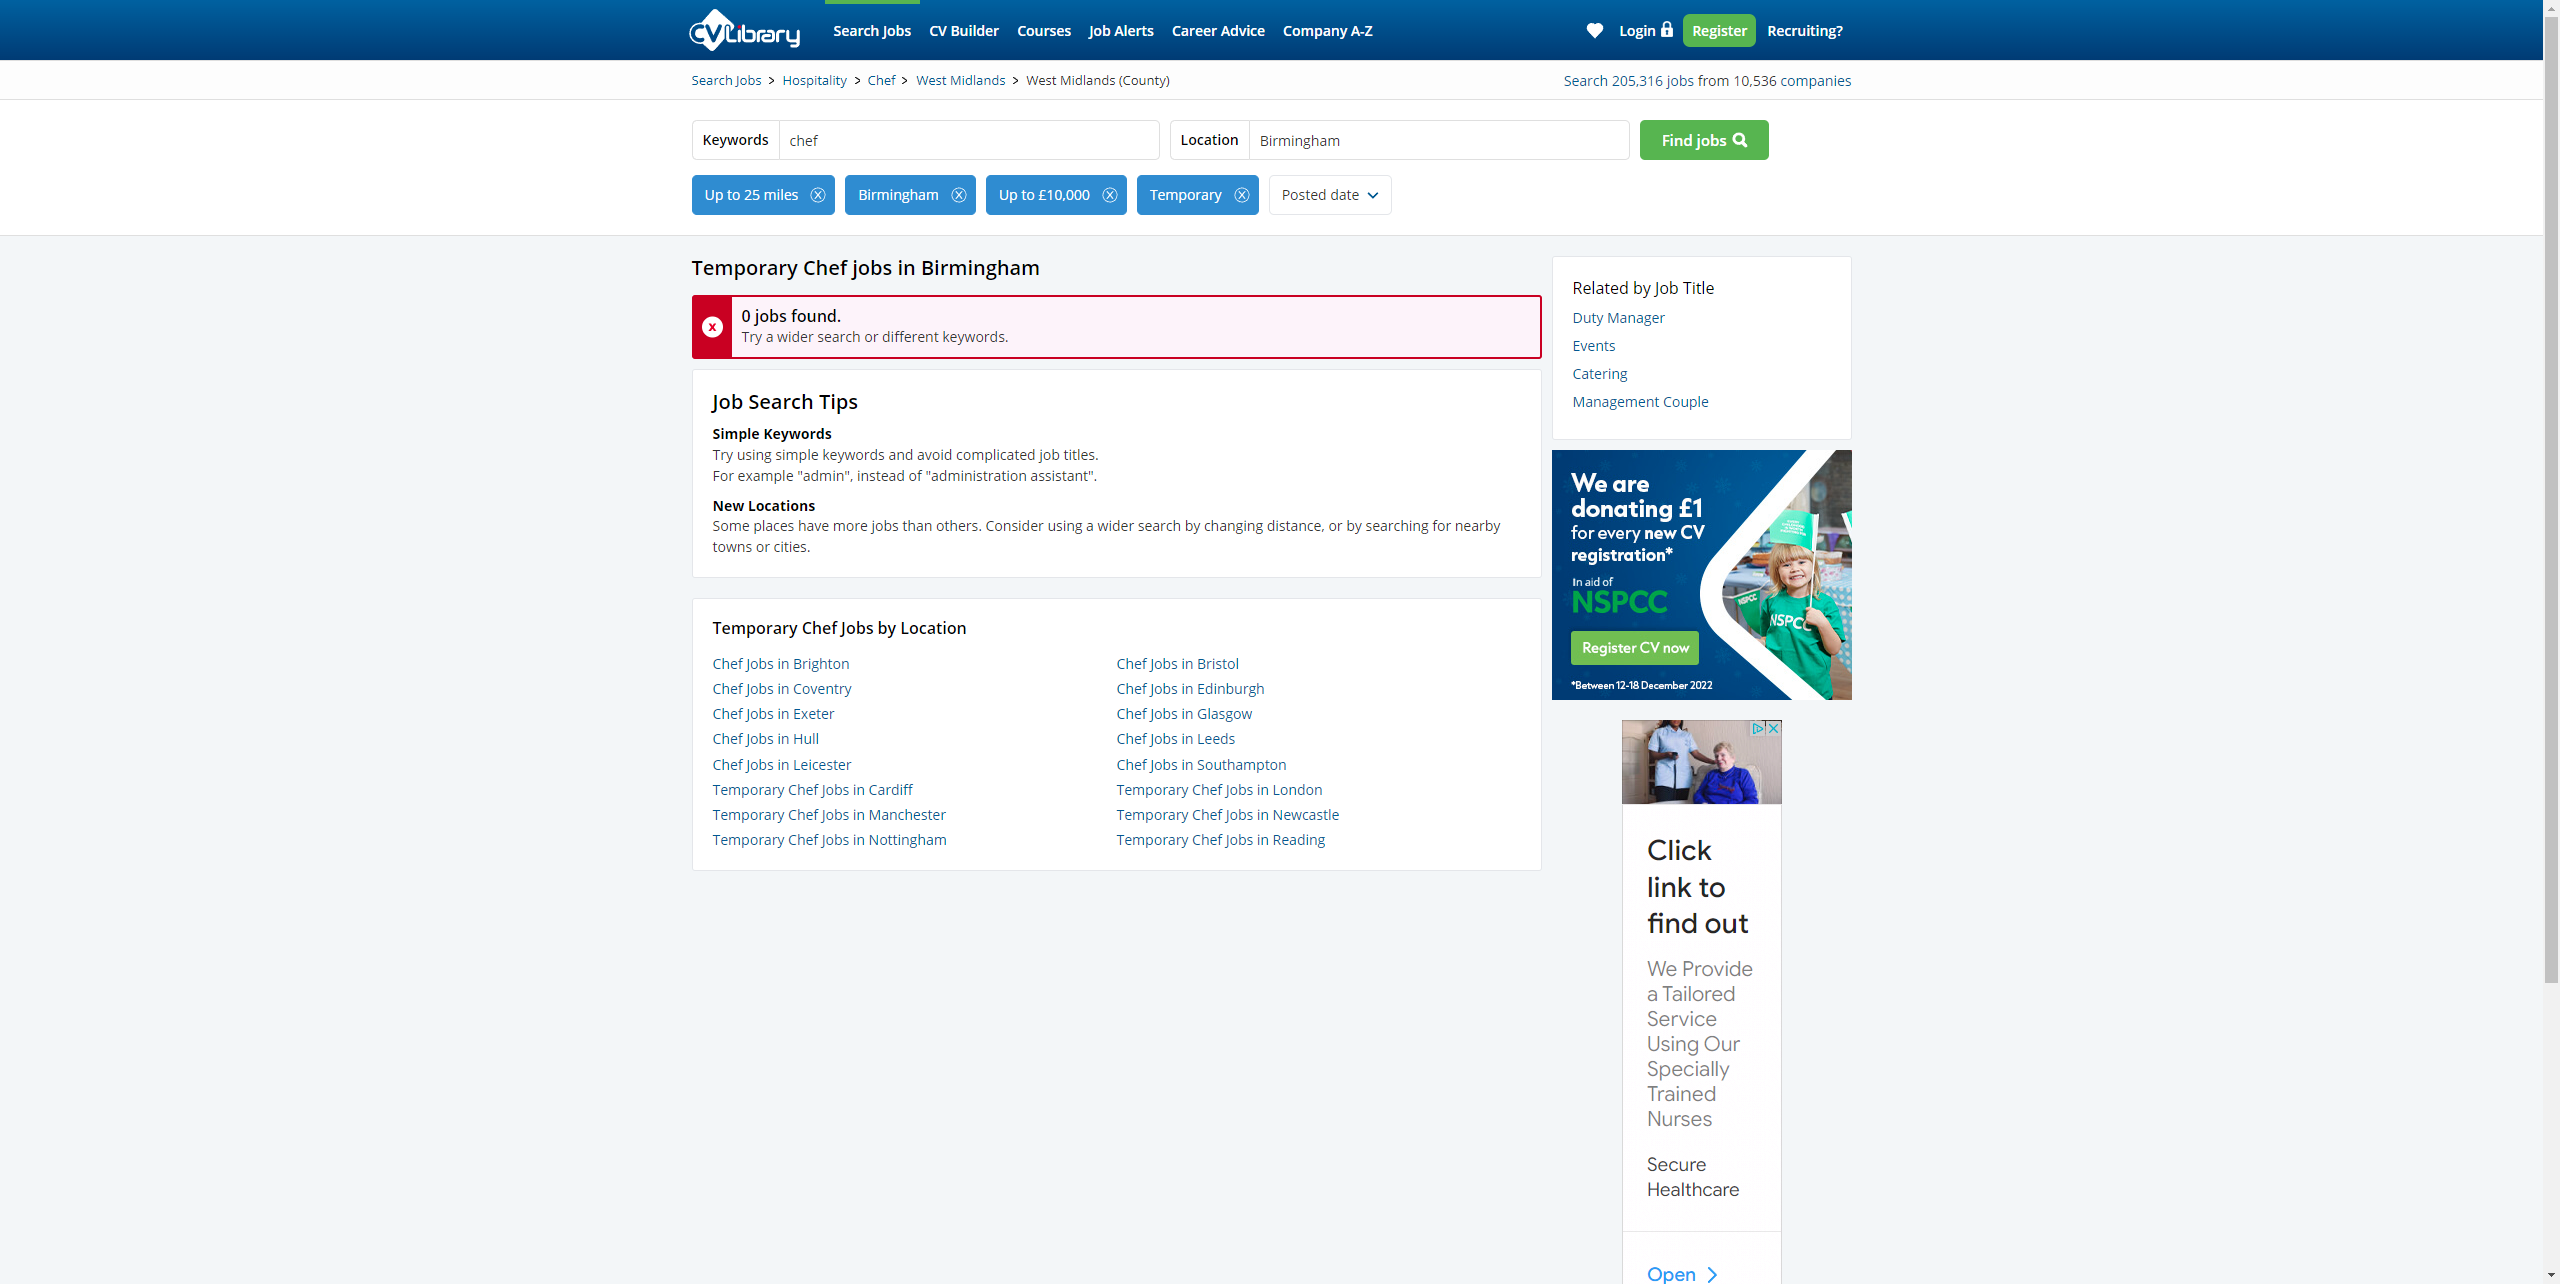 CV Library
Search Jobs
CV Builder
Courses
Job Alerts
Career Advice
Company A-Z
Login
Register
Recruiting?
Search Jobs > Hospitality > Chef > West Midlands > West Midlands (County)
Search 205,316 jobs from 10,536 companies
Keywords
chef
Location
Birmingham
Find jobs
Up to 25 miles
Birmingham
Up to £10,000
Temporary
Posted date
Temporary Chef jobs in Birmingham
0 jobs found.
Try a wider search or different keywords.
Job Search Tips
Simple Keywords
Try using simple keywords and avoid complicated job titles.
For example "admin", instead of "administration assistant".
New Locations
Some places have more jobs than others. Consider using a wider search by changing distance, or by searching for nearby
towns or cities.
Temporary Chef Jobs by Location
Chef Jobs in Brighton
Chef Jobs in Bristol
Chef Jobs in Coventry
Chef Jobs in Edinburgh
Chef Jobs in Exeter
Chef Jobs in Glasgow
Chef Jobs in Hull
Chef Jobs in Leeds
Chef Jobs in Leicester
Chef Jobs in Southampton
Temporary Chef Jobs in Cardiff
Temporary Chef Jobs in London
Temporary Chef Jobs in Manchester
Temporary Chef Jobs in Newcastle
Temporary Chef Jobs in Nottingham
Temporary Chef Jobs in Reading
Related by Job Title
Duty Manager
Events
Catering
Management Couple
We are
donating £1
for every new CV
registration*
In aid of
NSPCC
Register CV now
*Between 12-18 December 2022
NSPCC
NSPCC
Click
link to
find out
We Provide
a Tailored
Service
Using Our
Specially
Trained
Nurses
Secure
Healthcare
Open